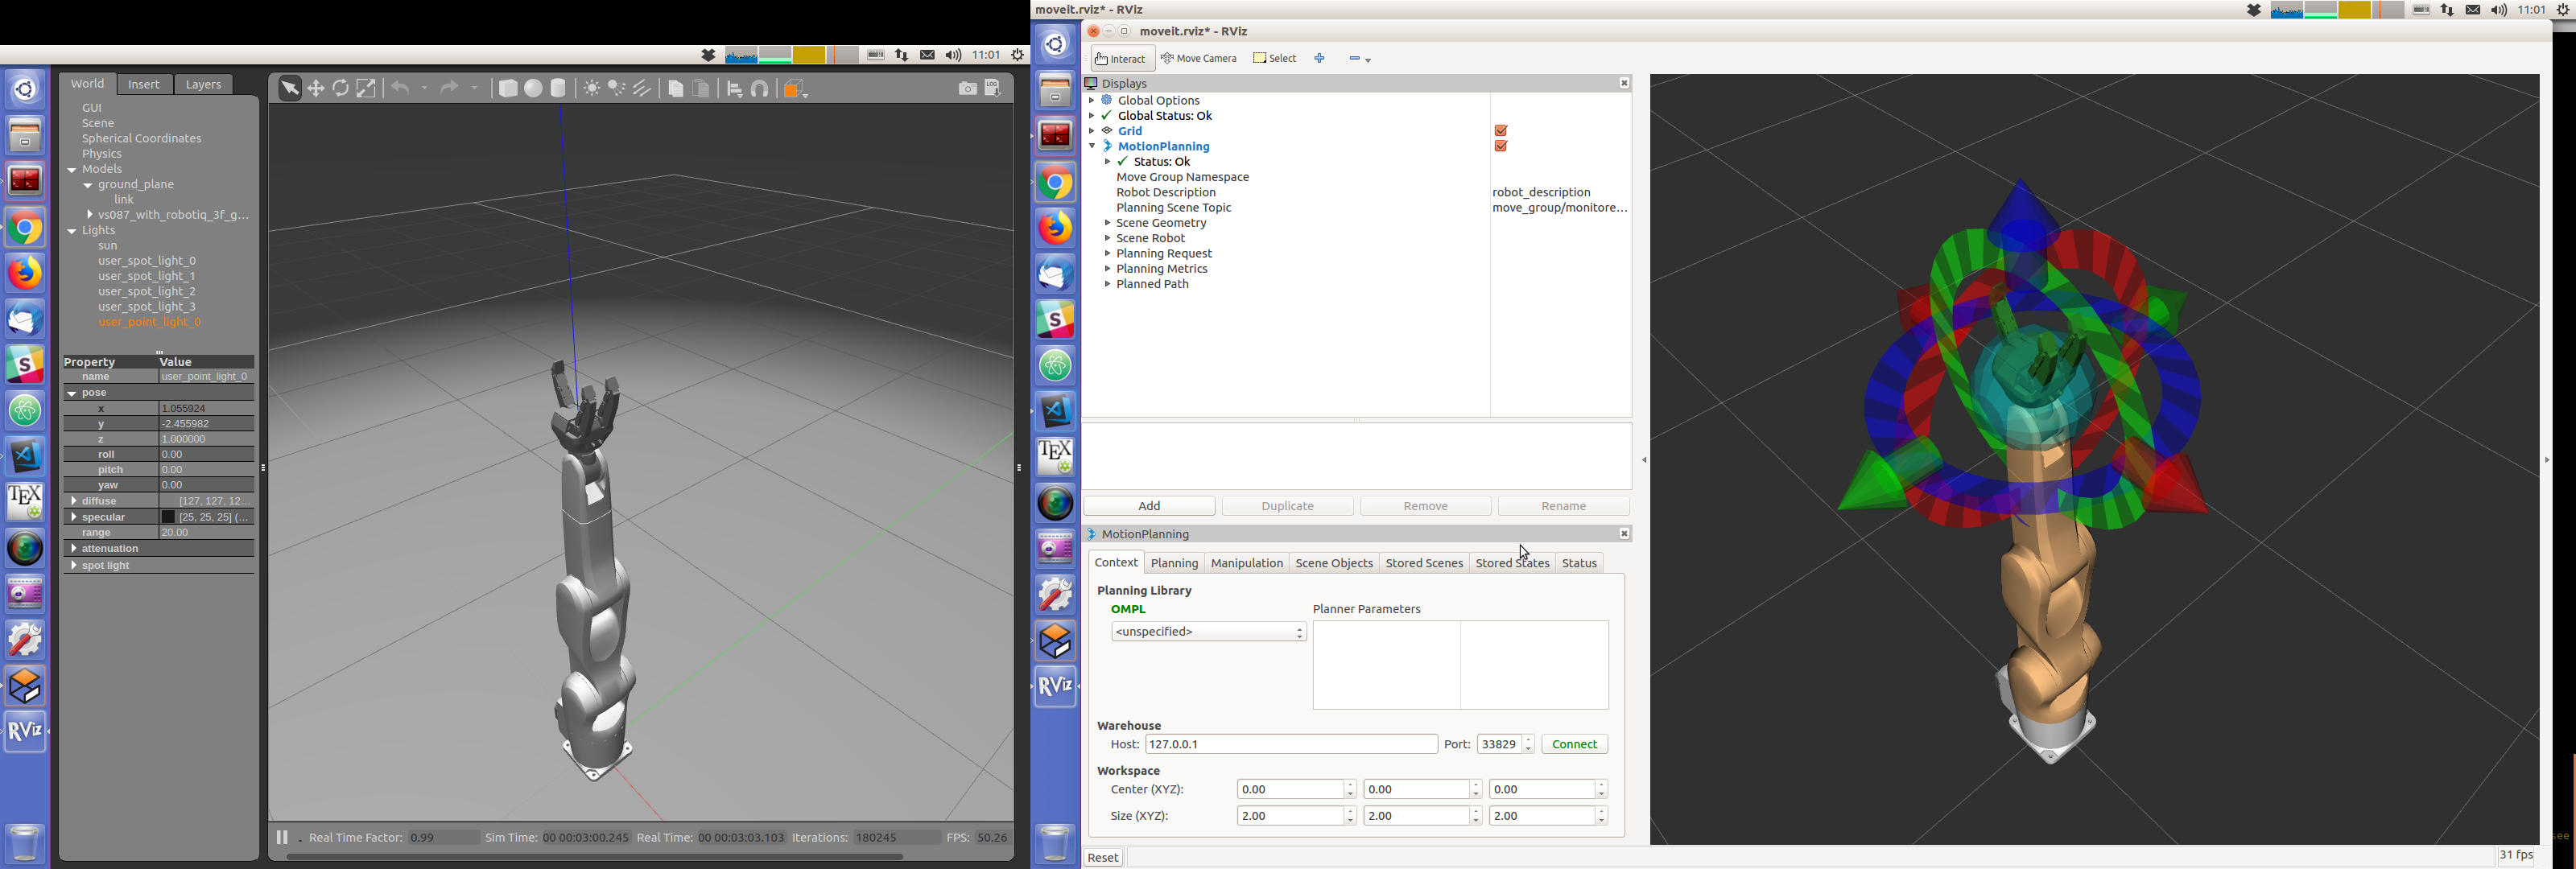 11:01
World Insert Layers
GUI
Scene
Spherical Coordinates
Physics
Models
ground_plane
link
vs087_with_robotiq_3f_g...
Lights
sun
user_spot_light_0
user_spot_light_1
user_spot_light_2
user_spot_light_3
user_point_light_0
Property Value
name user_point_light_0
pose
x 1.055924
y -2.455982
z 1.000000
roll 0.00
pitch 0.00
yaw 0.00
diffuse [127, 127, 12...
specular [25, 25, 25] (...
range 20.00
attenuation
spot light
S
TEX
RViz
LOG
Real Time Factor: 0.99 Sim Time: 00 00:03:00.245 Real Time: 00 00:03:03.103 Iterations: 180245 FPS: 50.26
moveit.rviz* - RViz
11:01
moveit.rviz* - RViz
Interact Move Camera Select
Displays
Global Options
Global Status: Ok
Grid
MotionPlanning
Status: Ok
Move Group Namespace
Robot Description robot_description
Planning Scene Topic move_group/monitore...
Scene Geometry
Scene Robot
Planning Request
Planning Metrics
Planned Path
S
TEX
RViz
Add Duplicate Remove Rename
MotionPlanning
Context Planning Manipulation Scene Objects Stored Scenes Stored States Status
Planning Library
OMPL Planner Parameters
<unspecified>
Warehouse
Host: 127.0.0.1 Port: 33829 Connect
Workspace
Center (XYZ): 0.00 0.00 0.00
Size (XYZ): 2.00 2.00 2.00
Reset
31 fps
see